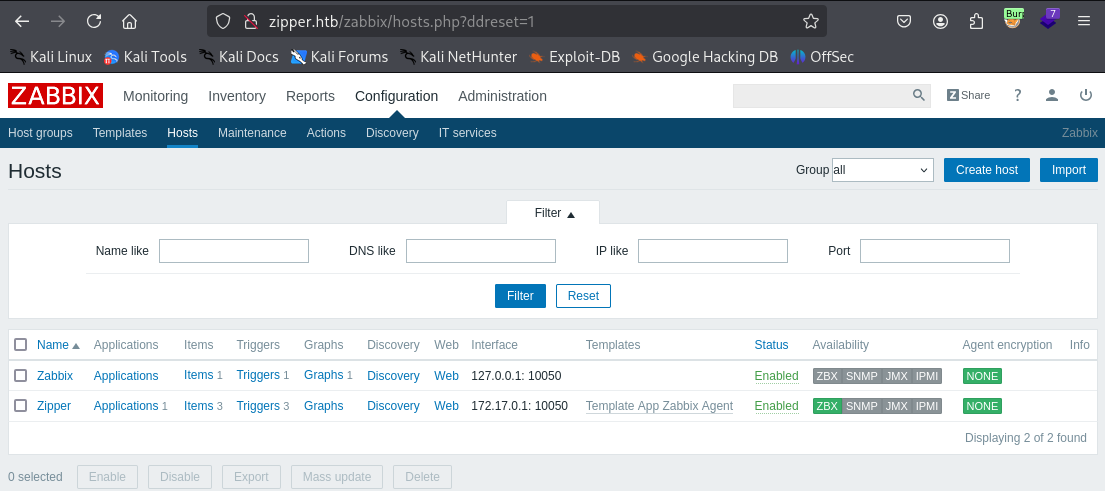 zipper.htb/zabbix/hosts.php?ddreset=1
Bur
7
Kali Linux Kali Tools Kali Docs Kali Forums Kali NetHunter Exploit-DB Google Hacking DB OffSec
ZABBIX Monitoring Inventory Reports Configuration Administration Z Share ?
Host groups Templates Hosts Maintenance Actions Discovery IT services Zabbix
Hosts Group all Create host Import
Filter ▲
Name like DNS like IP like Port
Filter Reset
Name ▲ Applications Items Triggers Graphs Discovery Web Interface Templates Status Availability Agent encryption Info
Zabbix Applications Items 1 Triggers 1 Graphs 1 Discovery Web 127.0.0.1: 10050 Enabled ZBX SNMP JMX IPMI NONE
Zipper Applications 1 Items 3 Triggers 3 Graphs Discovery Web 172.17.0.1: 10050 Template App Zabbix Agent Enabled ZBX SNMP JMX IPMI NONE
Displaying 2 of 2 found
0 selected Enable Disable Export Mass update Delete